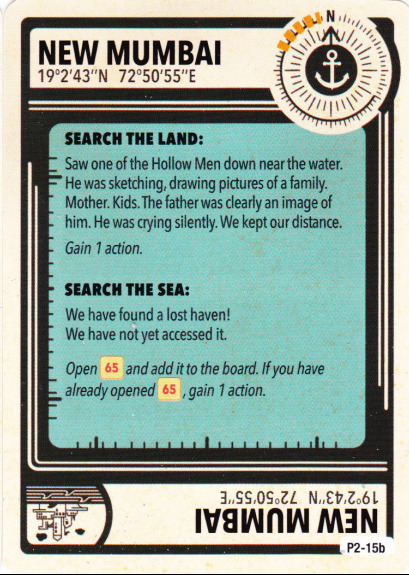 N
NEW MUMBAI
19°2'43"N 72°50'55"E
SEARCH THE LAND:
Saw one of the Hollow Men down near the water.
He was sketching, drawing pictures of a family.
Mother. Kids. The father was clearly an image of
him. He was crying silently. We kept our distance.
Gain 1 action.
SEARCH THE SEA:
We have found a lost haven!
We have not yet accessed it.
Open 65 and add it to the board. If you have
already opened 65, gain 1 action.
19°2'43"N 72°50'55"E
NEW MUMBAI
P2-15b